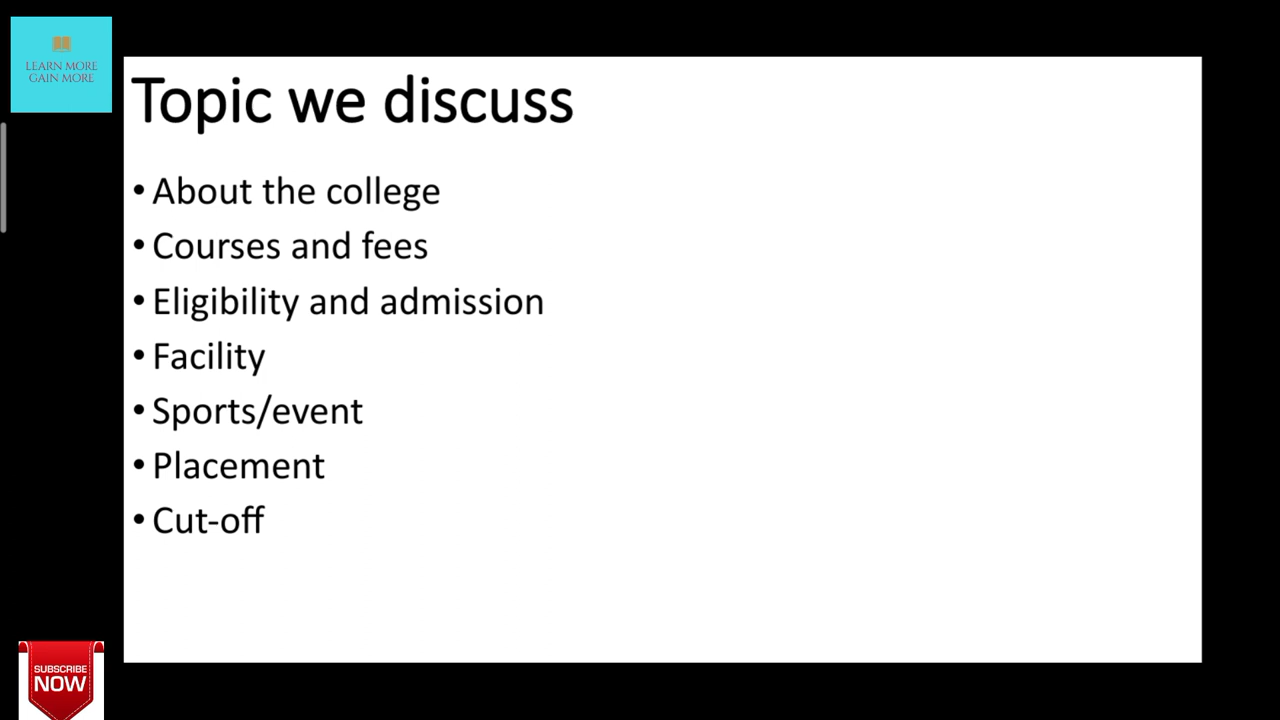 LEARN MORE
GAIN MORE
Topic we discuss
• About the college
• Courses and fees
• Eligibility and admission
• Facility
• Sports/event
• Placement
• Cut-off
SUBSCRIBE
NOW